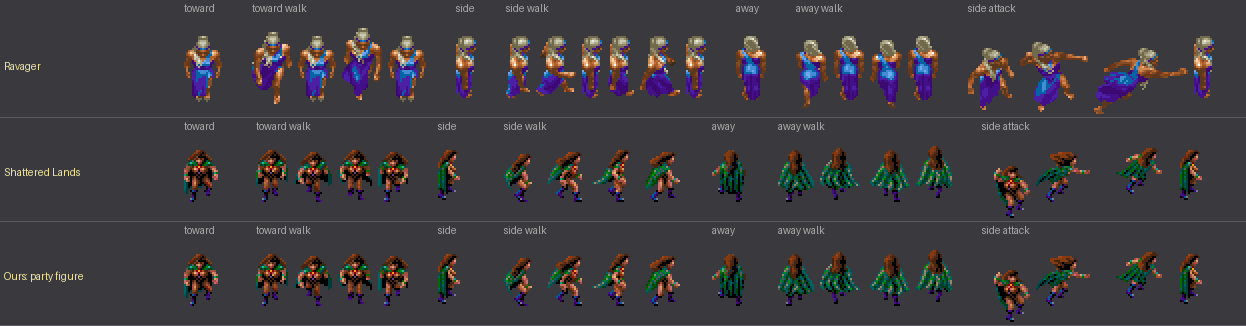 toward toward walk side side walk away away walk side attack
Ravager
toward toward walk side side walk away away walk side attack
Shattered Lands
toward toward walk side side walk away away walk side attack
Ours: party figure